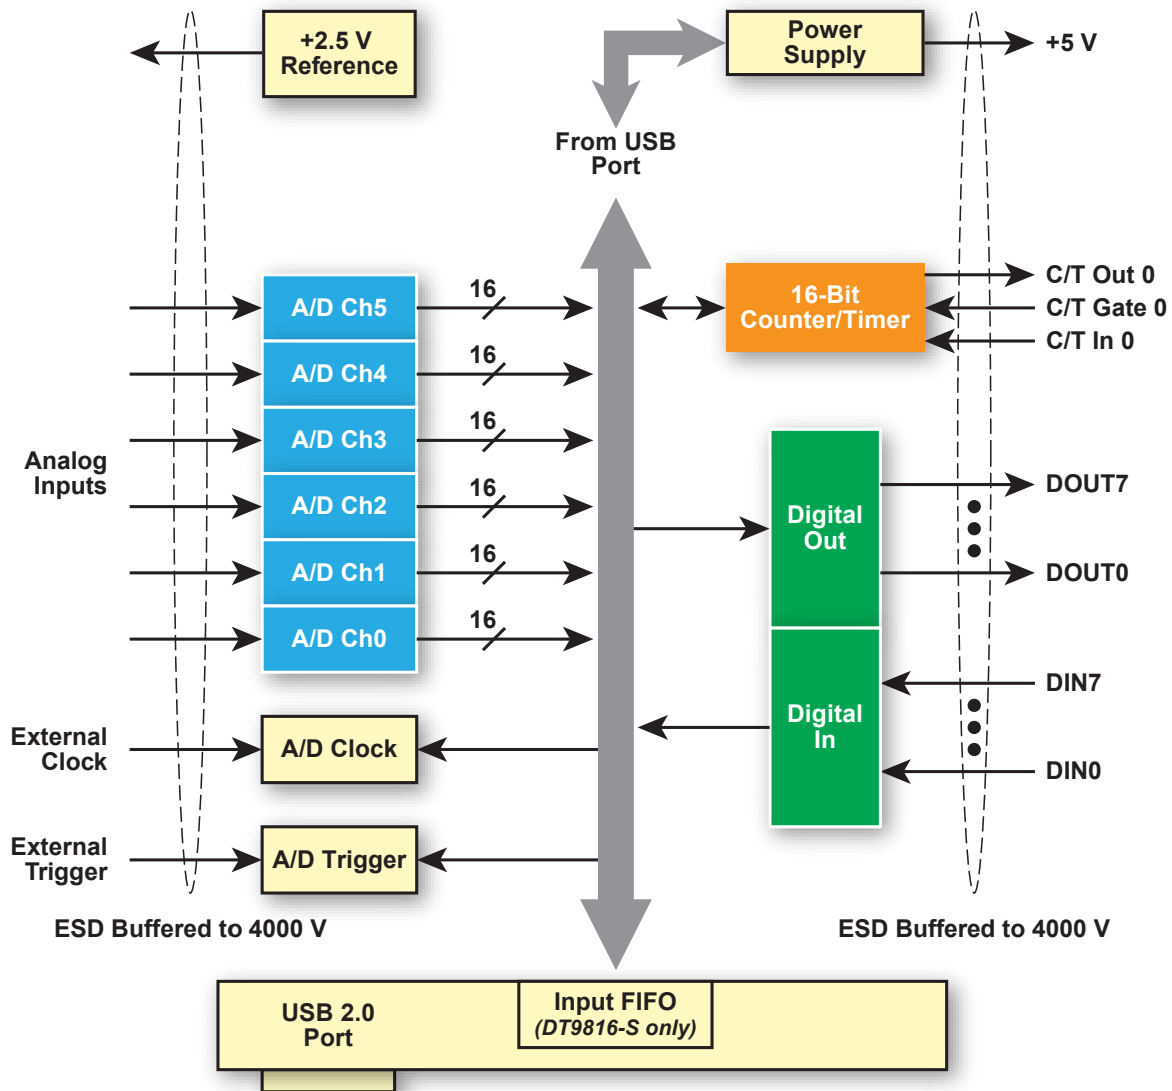 +2.5 V
Reference
Power
Supply
+5 V
From USB
Port
A/D Ch5
16
A/D Ch4
16
A/D Ch3
16
A/D Ch2
16
A/D Ch1
16
A/D Ch0
16
Analog
Inputs
External
Clock
A/D Clock
External
Trigger
A/D Trigger
ESD Buffered to 4000 V
16-Bit
Counter/Timer
C/T Out 0
C/T Gate 0
C/T In 0
Digital
Out
DOUT7
DOUT0
Digital
In
DIN7
DIN0
ESD Buffered to 4000 V
USB 2.0
Port
Input FIFO
(DT9816-S only)